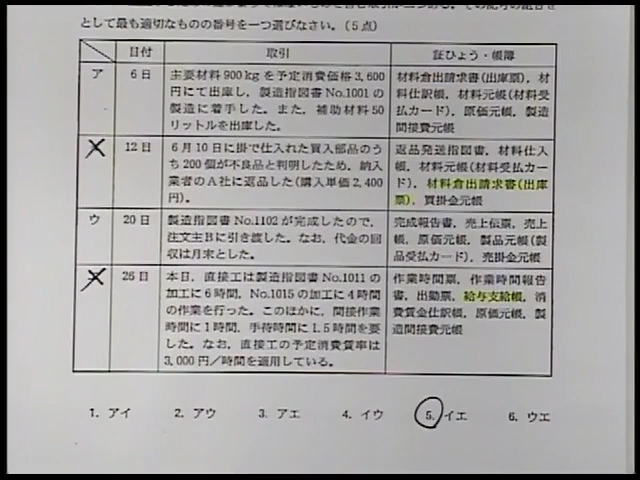 として最も適切なものの番号を一つ選びなさい。（5点）
日付 取引 証ひょう・帳簿
ア 6日 主要材料900kgを予定消費価格3,600
円にて出庫し，製造指図書No.1001の
製造に着手した。また，補助材料50
リットルを出庫した。
材料倉出請求書(出庫票)，材
料仕訳帳，材料元帳(材料受
払カード)，原価元帳，製造
間接費元帳
12日 6月10日に掛で仕入れた買入部品のう
ち200個が不良品と判明したため，納入
業者のA社に返品した(購入単価2,400
円)。
返品発送指図書，材料仕入
帳，材料元帳(材料受払カー
ド)，材料倉出請求書(出庫
票)，買掛金元帳
ウ 20日 製造指図書No.1102が完成したので，
注文主Bに引き渡した。なお，代金の回
収は月末とした。
完成報告書，売上伝票，売上
帳，原価元帳，製品元帳(製
品受払カード)，売掛金元帳
26日 本日，直接工は製造指図書No.1011の
加工に6時間，No.1015の加工に4時間
の作業を行った。このほかに，間接作業
時間に1時間，手待時間に1.5時間を要
した。なお，直接工の予定消費賃率は
3,000円／時間を適用している。
作業時間票，作業時間報告
書，出勤票，給与支給帳，消
費賃金仕訳帳，原価元帳，製
造間接費元帳
1. アイ 2. アウ 3. アエ 4. イウ 5. イエ 6. ウエ